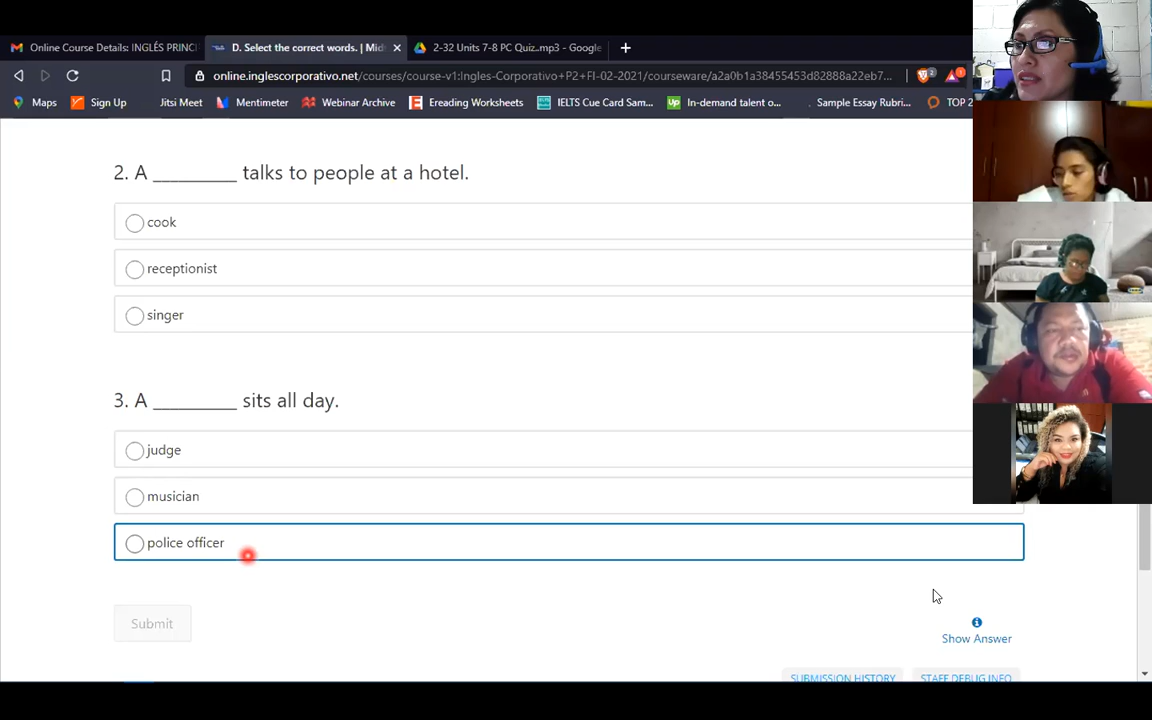 Online Course Details: INGLÉS PRINCI
D. Select the correct words. | Mid
2-32 Units 7-8 PC Quiz..mp3 - Google
online.inglescorporativo.net/courses/course-v1:Ingles-Corporativo+P2+FI-02-2021/courseware/a2a0b1a38455453d82888a22eb7...
Maps
Sign Up
Jitsi Meet
Mentimeter
Webinar Archive
Ereading Worksheets
IELTS Cue Card Sam...
In-demand talent o...
Sample Essay Rubri...
TOP 2
2. A __________ talks to people at a hotel.
cook
receptionist
singer
3. A __________ sits all day.
judge
musician
police officer
Submit
Show Answer
SUBMISSION HISTORY
STAFF DEBUG INFO